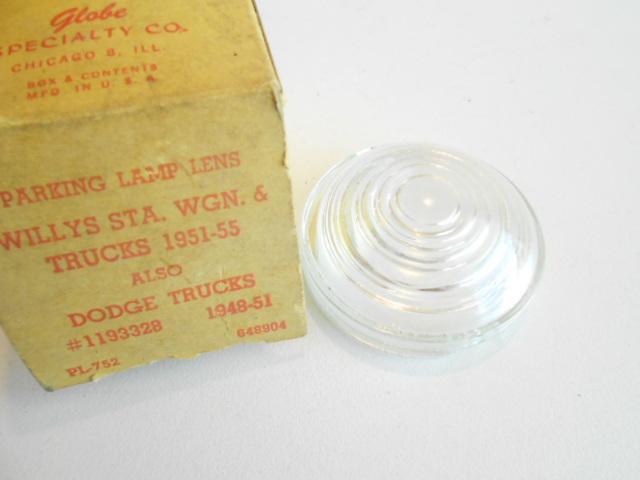 Globe
SPECIALTY CO.
CHICAGO 8, ILL.
BOX & CONTENTS
MFD IN U. S. A.
PARKING LAMP LENS
WILLYS STA. WGN. &
TRUCKS 1951-55
ALSO
DODGE TRUCKS
#1193328 1948-51
PL-752 648904